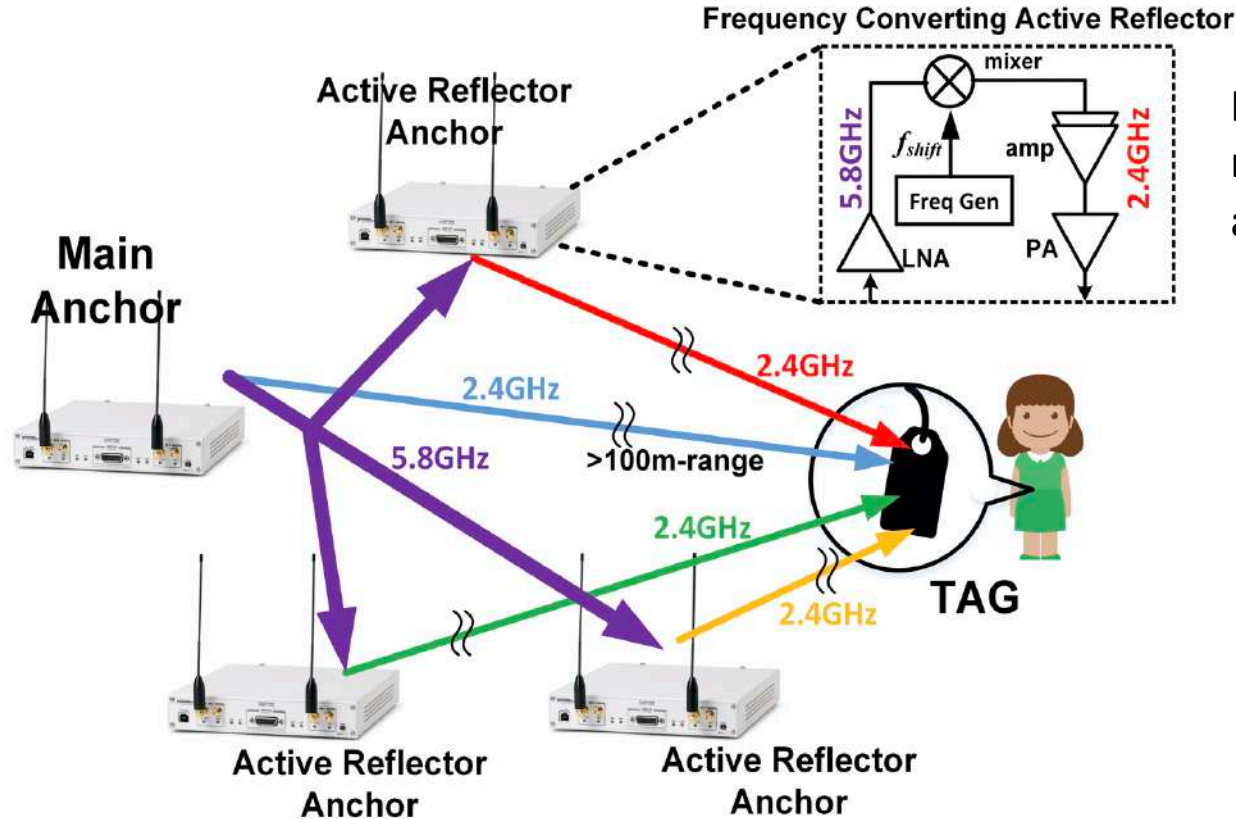 Frequency Converting Active Reflector
mixer
5.8GHz
f_shift
amp
2.4GHz
Freq Gen
LNA
PA
Active Reflector
Anchor
Main
Anchor
2.4GHz
2.4GHz
>100m-range
5.8GHz
2.4GHz
2.4GHz
TAG
Active Reflector
Anchor
Active Reflector
Anchor